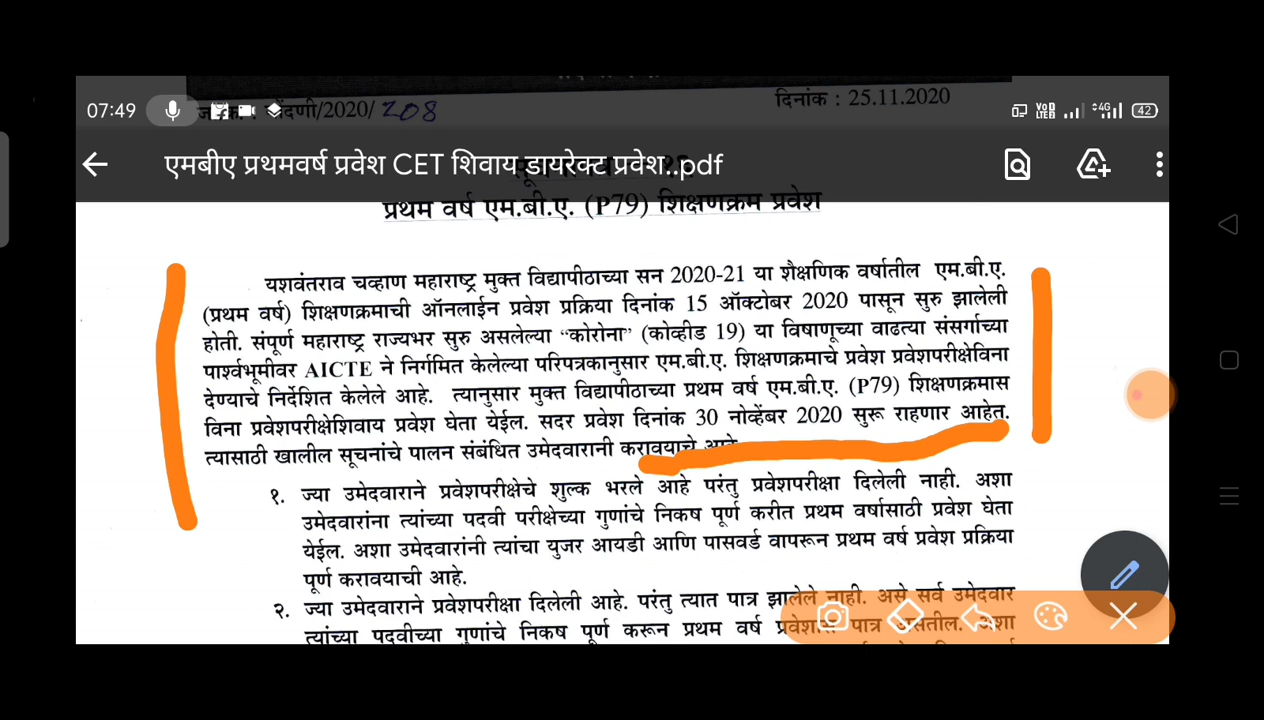 07:49
42
नोंदणी/2020/ 208
दिनांक : 25.11.2020
एमबीए प्रथमवर्ष प्रवेश CET शिवाय डायरेक्ट प्रवेश..pdf
प्रथम वर्ष एम.बी.ए. (P79) शिक्षणक्रम प्रवेश
यशवंतराव चव्हाण महाराष्ट्र मुक्त विद्यापीठाच्या सन 2020-21 या शैक्षणिक वर्षातील एम.बी.ए.
(प्रथम वर्ष) शिक्षणक्रमाची ऑनलाईन प्रवेश प्रक्रिया दिनांक 15 ऑक्टोबर 2020 पासून सुरु झालेली
होती. संपूर्ण महाराष्ट्र राज्यभर सुरु असलेल्या “कोरोना” (कोव्हीड 19) या विषाणूच्या वाढत्या संसर्गाच्या
पार्श्वभूमीवर AICTE ने निर्गमित केलेल्या परिपत्रकानुसार एम.बी.ए. शिक्षणक्रमाचे प्रवेश प्रवेशपरीक्षेविना
देण्याचे निर्देशित केलेले आहे. त्यानुसार मुक्त विद्यापीठाच्या प्रथम वर्ष एम.बी.ए. (P79) शिक्षणक्रमास
विना प्रवेशपरीक्षेशिवाय प्रवेश घेता येईल. सदर प्रवेश दिनांक 30 नोव्हेंबर 2020 सुरू राहणार आहेत.
त्यासाठी खालील सूचनांचे पालन संबंधित उमेदवारानी करावयाचे आहे
१. ज्या उमेदवाराने प्रवेशपरीक्षेचे शुल्क भरले आहे परंतु प्रवेशपरीक्षा दिलेली नाही. अशा
उमेदवारांना त्यांच्या पदवी परीक्षेच्या गुणांचे निकष पूर्ण करीत प्रथम वर्षासाठी प्रवेश घेता
येईल. अशा उमेदवारांनी त्यांचा युजर आयडी आणि पासवर्ड वापरून प्रथम वर्ष प्रवेश प्रक्रिया
पूर्ण करावयाची आहे.
२. ज्या उमेदवाराने प्रवेशपरीक्षा दिलेली आहे. परंतु त्यात पात्र झालेले नाही. असे सर्व उमेदवार
त्यांच्या पदवीच्या गुणांचे निकष पूर्ण करून प्रथम वर्ष प्रवेशास पात्र असतील. अशा